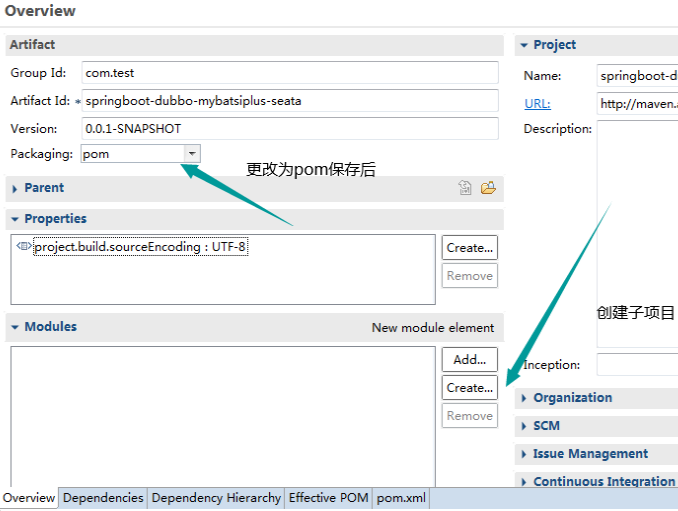 Overview
Artifact
Group Id: com.test
Artifact Id: * springboot-dubbo-mybatsiplus-seata
Version: 0.0.1-SNAPSHOT
Packaging: pom
更改为pom保存后
Parent
Properties
project.build.sourceEncoding : UTF-8
Create...
Remove
Modules New module element
Add...
Create...
Remove
Project
Name: springboot-d
URL: http://maven.a
Description:
创建子项目
Inception:
Organization
SCM
Issue Management
Continuous Integration
Overview Dependencies Dependency Hierarchy Effective POM pom.xml